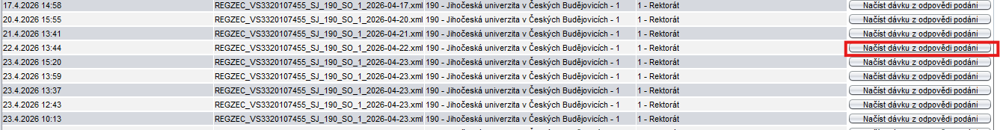 17.4.2026 14:58 REGZEC_VS3320107455_SJ_190_SO_1_2026-04-17.xml 190 - Jihočeská univerzita v Českých Budějovicích - 1 1 - Rektorát Načíst dávku z odpovědi podání
20.4.2026 15:55 REGZEC_VS3320107455_SJ_190_SO_1_2026-04-20.xml 190 - Jihočeská univerzita v Českých Budějovicích - 1 1 - Rektorát Načíst dávku z odpovědi podání
21.4.2026 13:41 REGZEC_VS3320107455_SJ_190_SO_1_2026-04-21.xml 190 - Jihočeská univerzita v Českých Budějovicích - 1 1 - Rektorát Načíst dávku z odpovědi podání
22.4.2026 13:44 REGZEC_VS3320107455_SJ_190_SO_1_2026-04-22.xml 190 - Jihočeská univerzita v Českých Budějovicích - 1 1 - Rektorát Načíst dávku z odpovědi podání
23.4.2026 15:20 REGZEC_VS3320107455_SJ_190_SO_1_2026-04-23.xml 190 - Jihočeská univerzita v Českých Budějovicích - 1 1 - Rektorát Načíst dávku z odpovědi podání
23.4.2026 13:59 REGZEC_VS3320107455_SJ_190_SO_1_2026-04-23.xml 190 - Jihočeská univerzita v Českých Budějovicích - 1 1 - Rektorát Načíst dávku z odpovědi podání
23.4.2026 13:37 REGZEC_VS3320107455_SJ_190_SO_1_2026-04-23.xml 190 - Jihočeská univerzita v Českých Budějovicích - 1 1 - Rektorát Načíst dávku z odpovědi podání
23.4.2026 12:43 REGZEC_VS3320107455_SJ_190_SO_1_2026-04-23.xml 190 - Jihočeská univerzita v Českých Budějovicích - 1 1 - Rektorát Načíst dávku z odpovědi podání
23.4.2026 10:13 REGZEC_VS3320107455_SJ_190_SO_1_2026-04-23.xml 190 - Jihočeská univerzita v Českých Budějovicích - 1 1 - Rektorát Načíst dávku z odpovědi podání